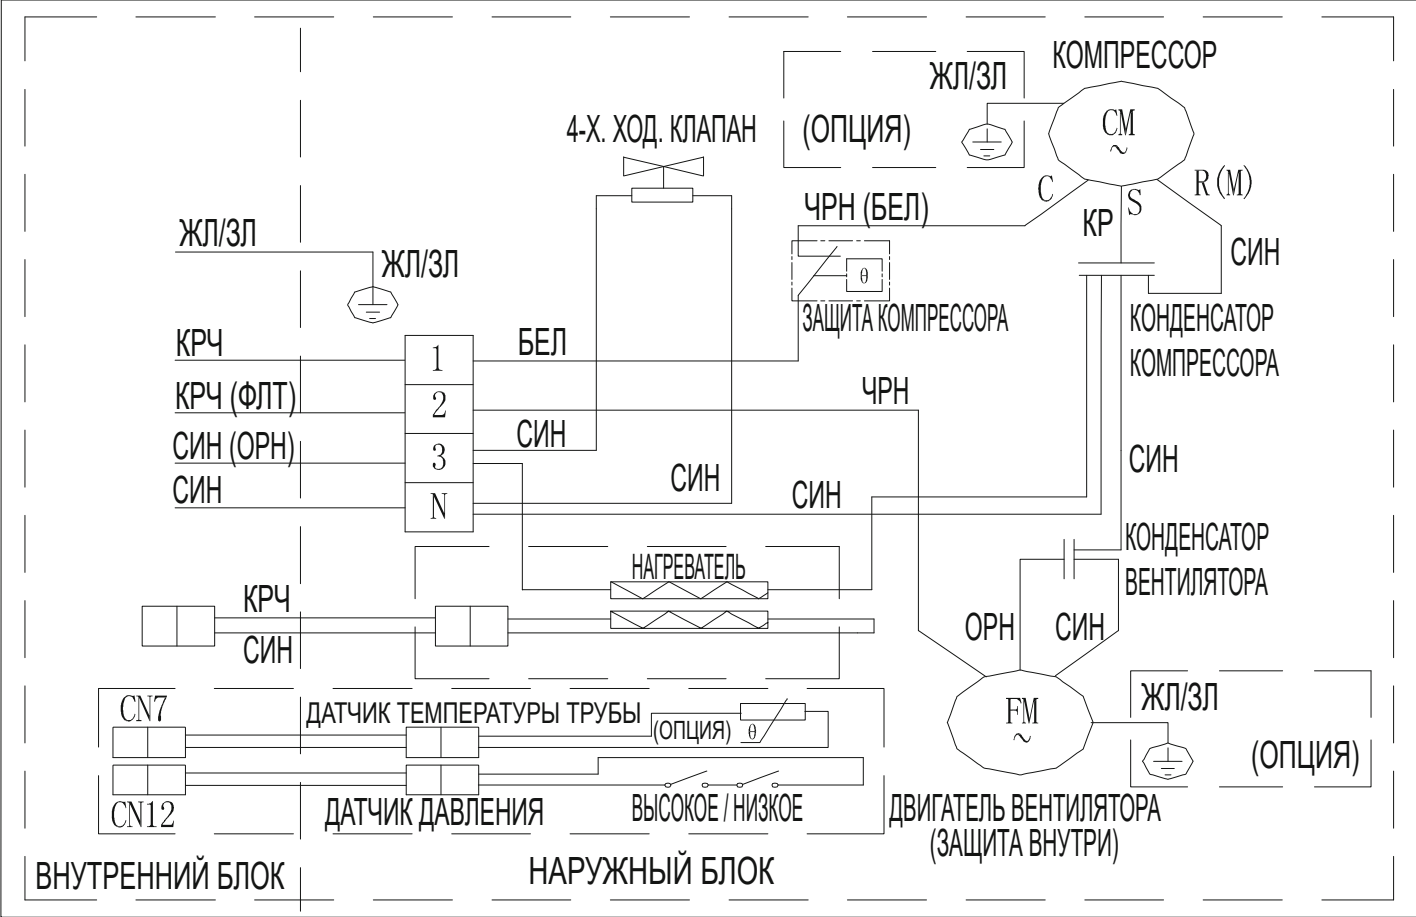 КОМПРЕССОР
ЖЛ/ЗЛ
(ОПЦИЯ)
CM
~
4-Х. ХОД. КЛАПАН
C
S
R(M)
ЧРН (БЕЛ)
КР
СИН
ЖЛ/ЗЛ
ЖЛ/ЗЛ
θ
ЗАЩИТА КОМПРЕССОРА
КОНДЕНСАТОР
КОМПРЕССОРА
КРЧ
1
БЕЛ
КРЧ (ФЛТ)
2
ЧРН
СИН (ОРН)
3
СИН
СИН
СИН
N
СИН
СИН
СИН
КОНДЕНСАТОР
ВЕНТИЛЯТОРА
НАГРЕВАТЕЛЬ
КРЧ
СИН
ОРН
СИН
CN7
ДАТЧИК ТЕМПЕРАТУРЫ ТРУБЫ
(ОПЦИЯ)
θ
FM
~
ЖЛ/ЗЛ
(ОПЦИЯ)
CN12
ДАТЧИК ДАВЛЕНИЯ
ВЫСОКОЕ / НИЗКОЕ
ДВИГАТЕЛЬ ВЕНТИЛЯТОРА
(ЗАЩИТА ВНУТРИ)
ВНУТРЕННИЙ БЛОК
НАРУЖНЫЙ БЛОК